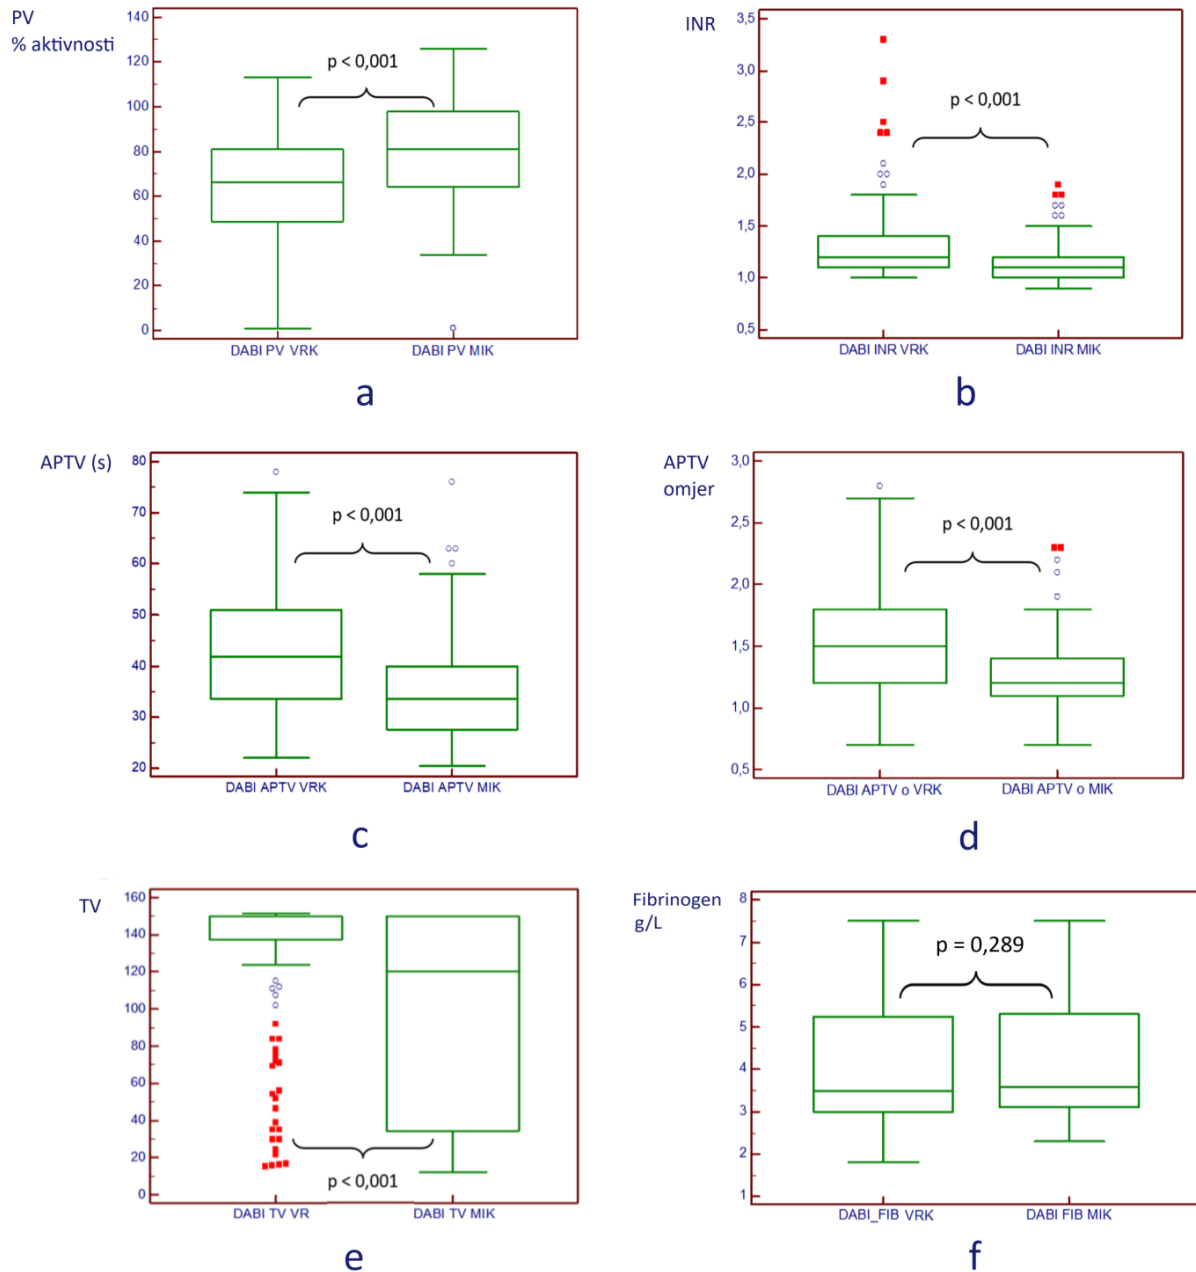 PV
% aktivnosti
140
120
100
80
60
40
20
0
p < 0,001
DABI PV VRK
DABI PV MIK
a
INR
3,5
3,0
2,5
2,0
1,5
1,0
0,5
p < 0,001
DABI INR VRK
DABI INR MIK
b
APTV (s)
80
70
60
50
40
30
20
p < 0,001
DABI APTV VRK
DABI APTV MIK
c
APTV
omjer
3,0
2,5
2,0
1,5
1,0
0,5
p < 0,001
DABI APTV o VRK
DABI APTV o MIK
d
TV
160
140
120
100
80
60
40
20
0
p < 0,001
DABI TV VR
DABI TV MIK
e
Fibrinogen
g/L
8
7
6
5
4
3
2
1
p = 0,289
DABI_FIB VRK
DABI FIB MIK
f